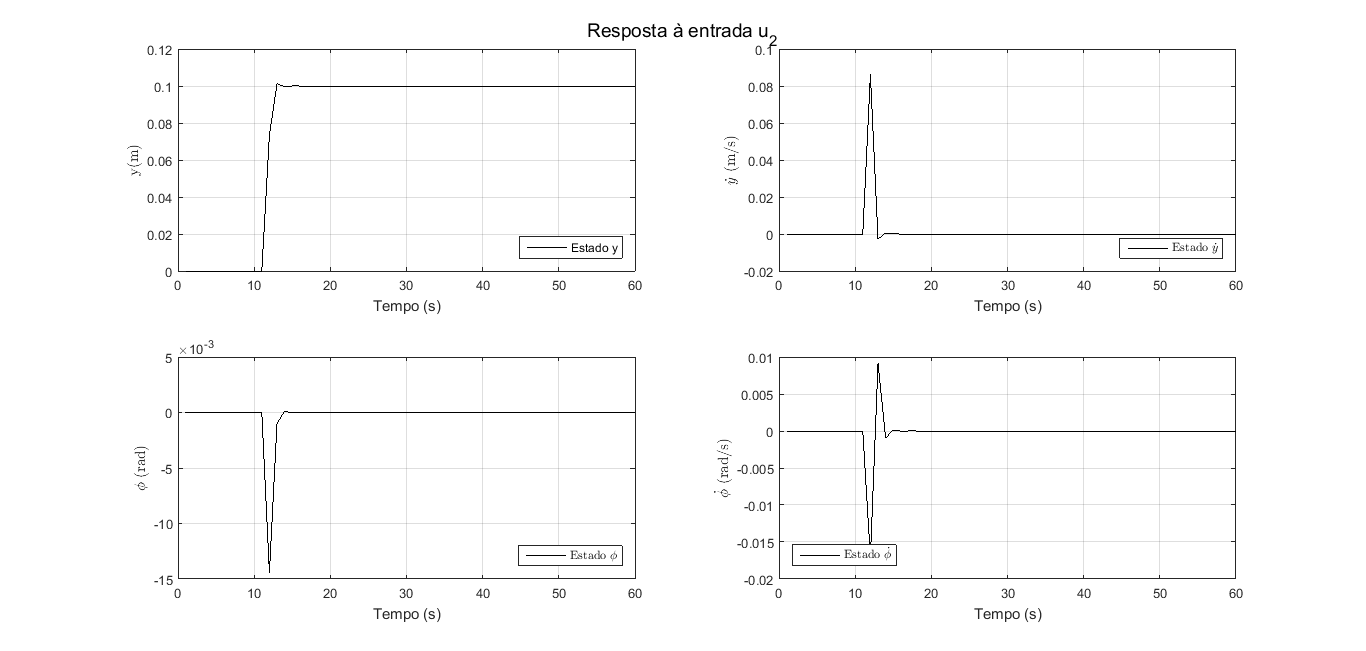 Resposta à entrada u₂
0.12
0.1
0.08
0.06
0.04
0.02
0
y(m)
0 10 20 30 40 50 60
Tempo (s)
Estado y
0.1
0.08
0.06
0.04
0.02
0
-0.02
ẏ (m/s)
0 10 20 30 40 50 60
Tempo (s)
Estado ẏ
×10⁻³
5
0
-5
-10
-15
ϕ (rad)
0 10 20 30 40 50 60
Tempo (s)
Estado ϕ
0.01
0.005
0
-0.005
-0.01
-0.015
-0.02
ϕ̇ (rad/s)
0 10 20 30 40 50 60
Tempo (s)
Estado ϕ̇